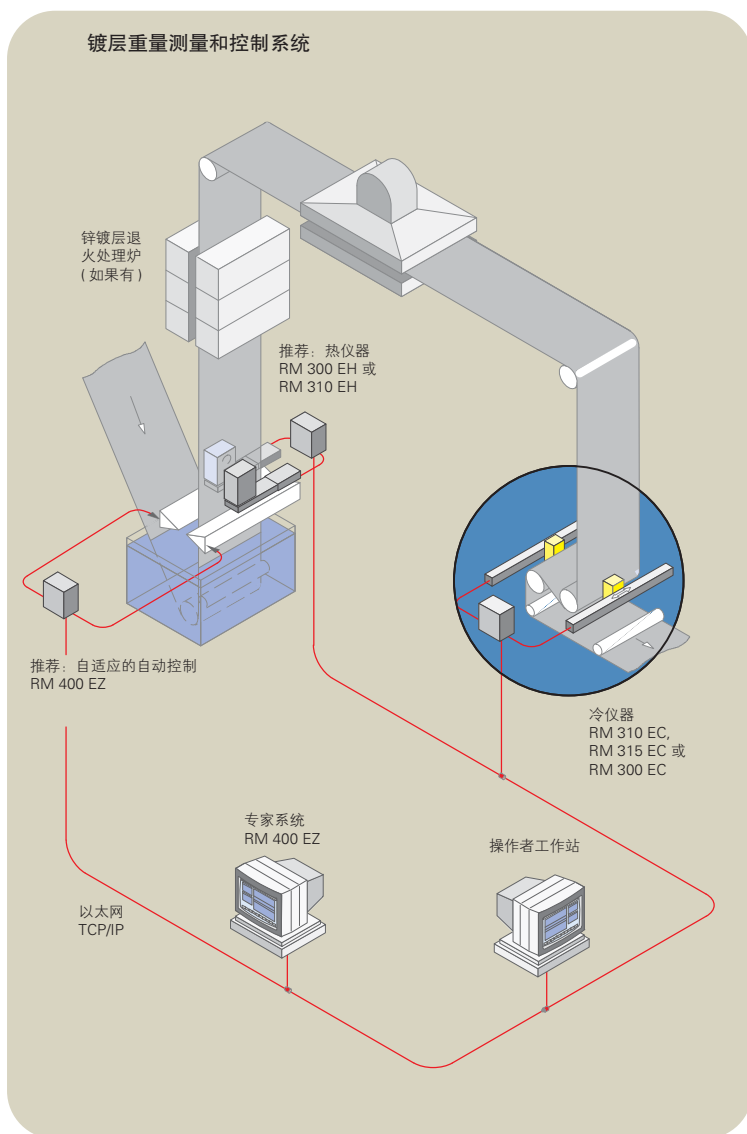 镀层重量测量和控制系统
锌镀层退
火处理炉
(如果有)
推荐：热仪器
RM 300 EH 或
RM 310 EH
推荐：自适应的自动控制
RM 400 EZ
冷仪器
RM 310 EC,
RM 315 EC 或
RM 300 EC
专家系统
RM 400 EZ
操作者工作站
以太网
TCP/IP